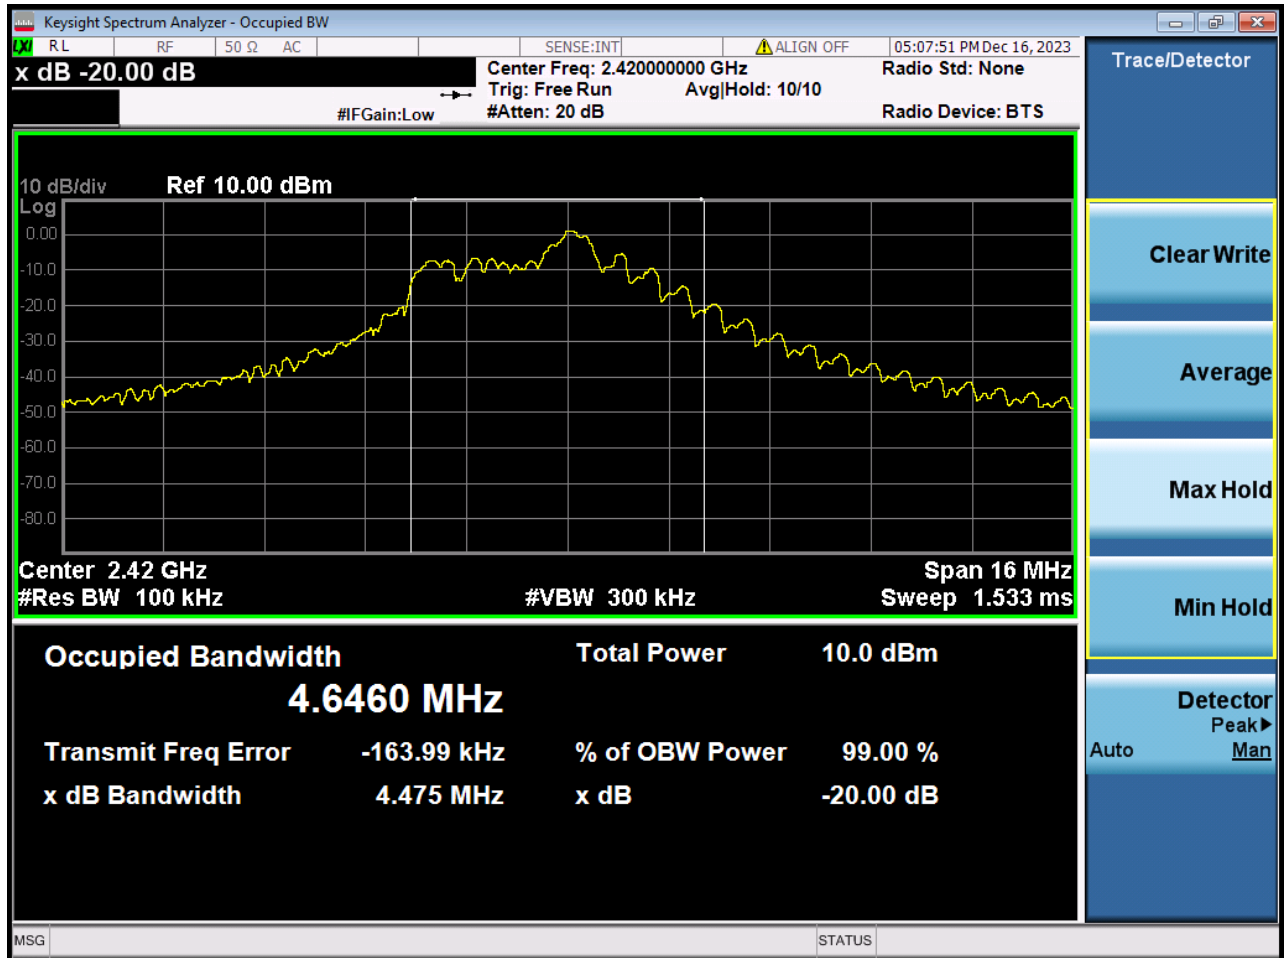 Keysight Spectrum Analyzer - Occupied BW
LXI RL RF 50 Ω AC SENSE:INT ALIGN OFF 05:07:51 PM Dec 16, 2023
x dB -20.00 dB
Center Freq: 2.420000000 GHz Radio Std: None
Trig: Free Run Avg|Hold: 10/10
#IFGain:Low #Atten: 20 dB Radio Device: BTS
10 dB/div Ref 10.00 dBm
Log
0.00
-10.0
-20.0
-30.0
-40.0
-50.0
-60.0
-70.0
-80.0
Center 2.42 GHz Span 16 MHz
#Res BW 100 kHz #VBW 300 kHz Sweep 1.533 ms
Occupied Bandwidth Total Power 10.0 dBm
4.6460 MHz
Transmit Freq Error -163.99 kHz % of OBW Power 99.00 %
x dB Bandwidth 4.475 MHz x dB -20.00 dB
MSG STATUS
Trace/Detector
Clear Write
Average
Max Hold
Min Hold
Detector
Peak▶
Auto Man